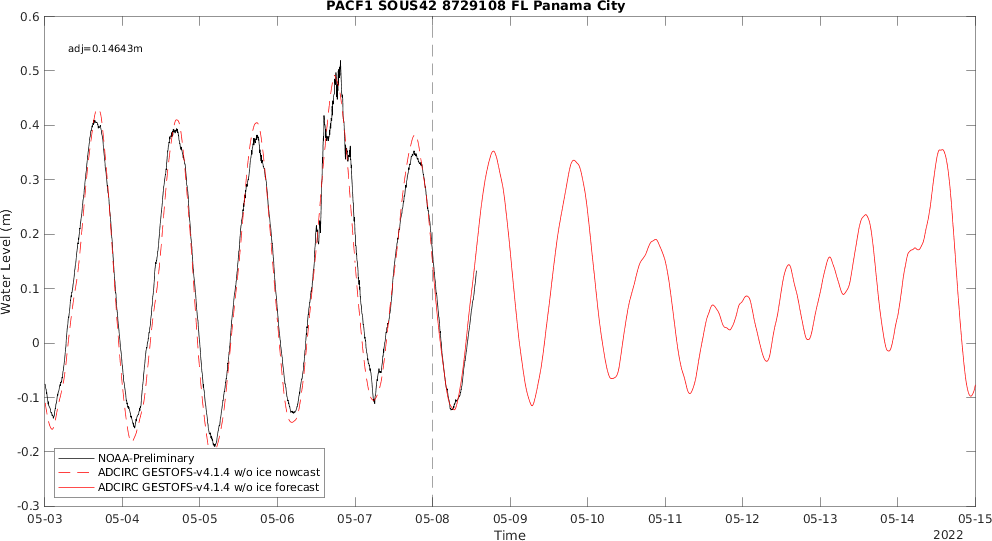 PACF1 SOUS42 8729108 FL Panama City
adj=0.14643m
0.6
0.5
0.4
0.3
0.2
0.1
0
-0.1
-0.2
-0.3
Water Level (m)
NOAA-Preliminary
ADCIRC GESTOFS-v4.1.4 w/o ice nowcast
ADCIRC GESTOFS-v4.1.4 w/o ice forecast
05-03 05-04 05-05 05-06 05-07 05-08 05-09 05-10 05-11 05-12 05-13 05-14 05-15
Time
2022